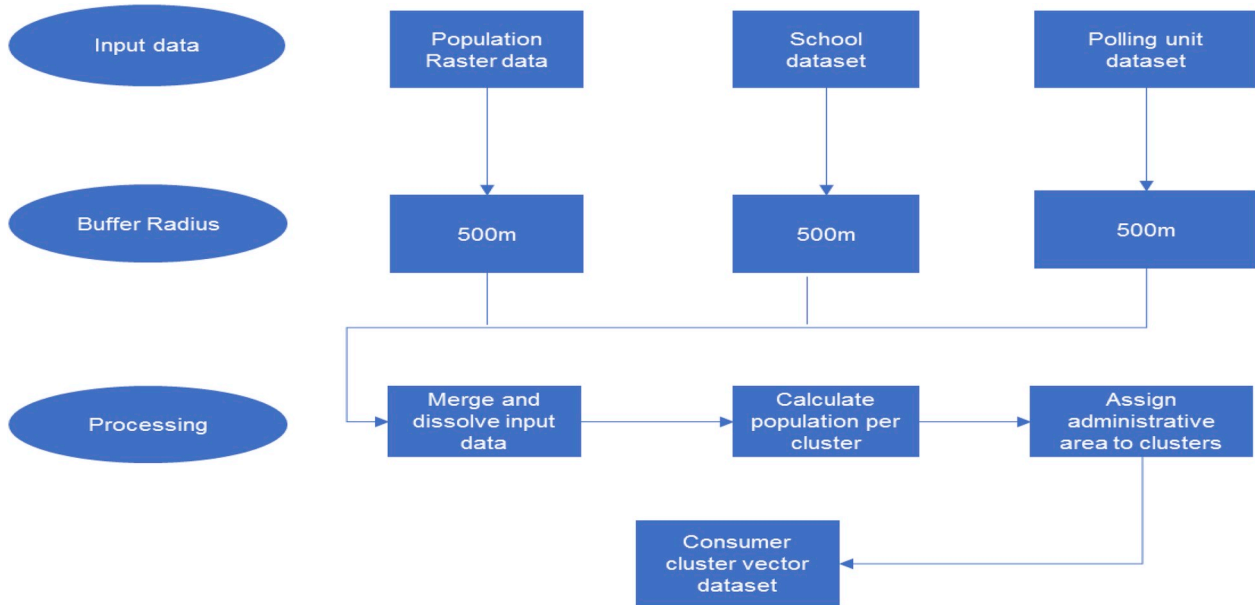 Input data
Population
Raster data
School
dataset
Polling unit
dataset
Buffer Radius
500m
500m
500m
Processing
Merge and
dissolve input
data
Calculate
population per
cluster
Assign
administrative
area to clusters
Consumer
cluster vector
dataset